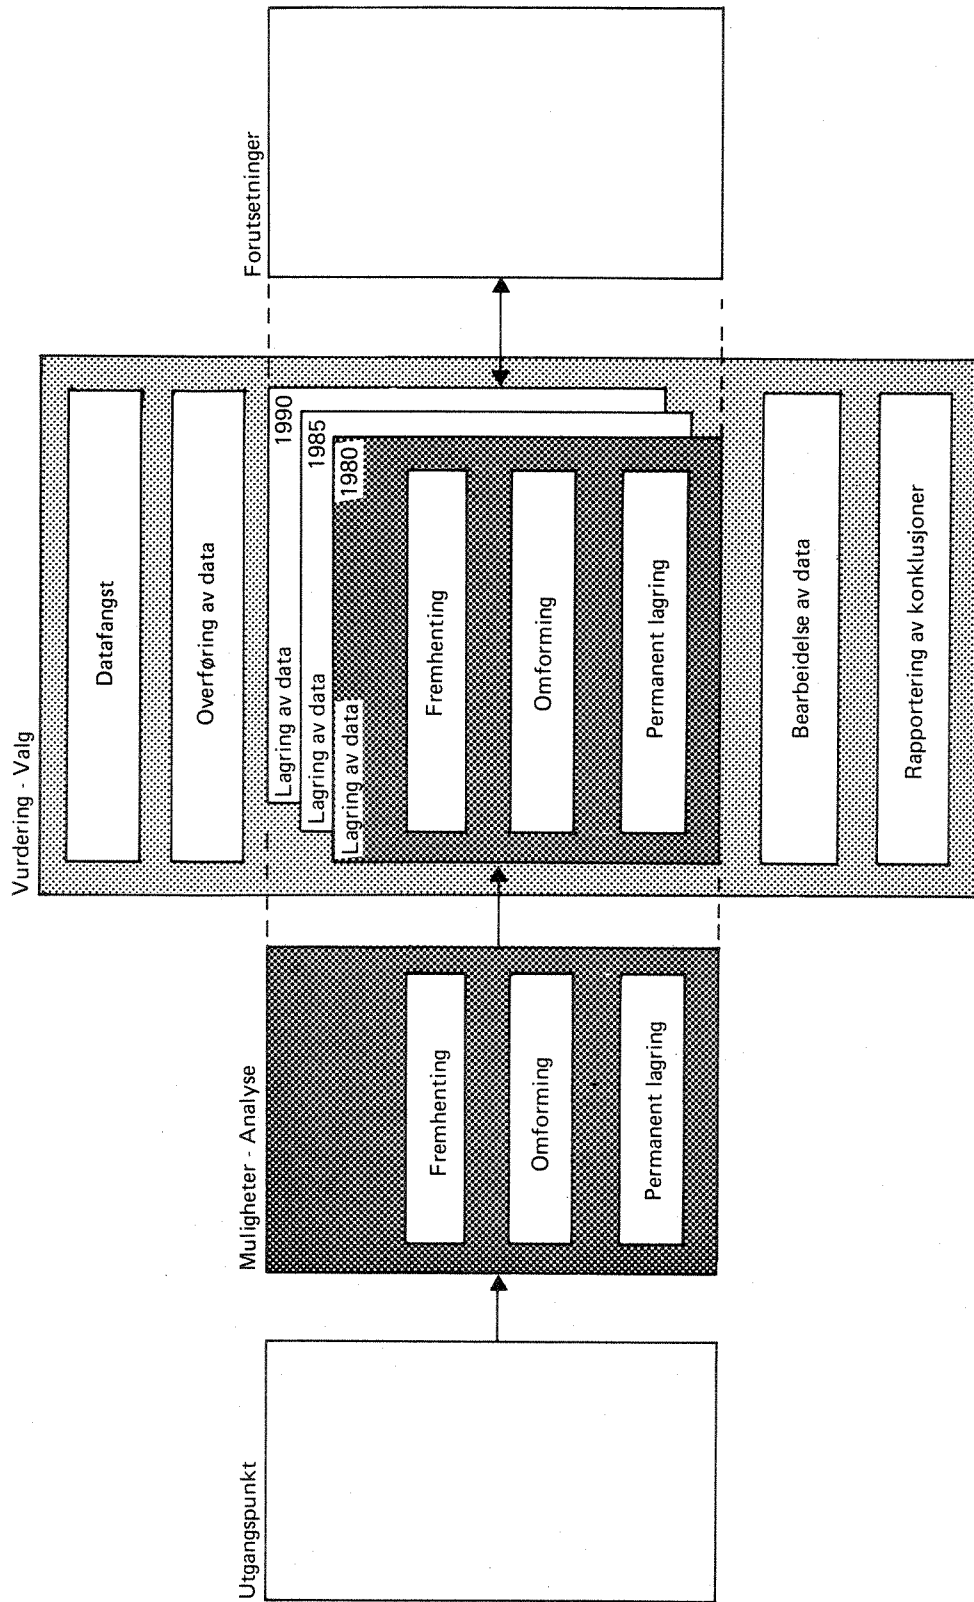 Utgangspunkt
Muligheter - Analyse
Fremhenting
Omforming
Permanent lagring
Vurdering - Valg
Datafangst
Overføring av data
Lagring av data 1990
Lagring av data 1985
Lagring av data 1980
Fremhenting
Omforming
Permanent lagring
Bearbeidelse av data
Rapportering av konklusjoner
Forutsetninger